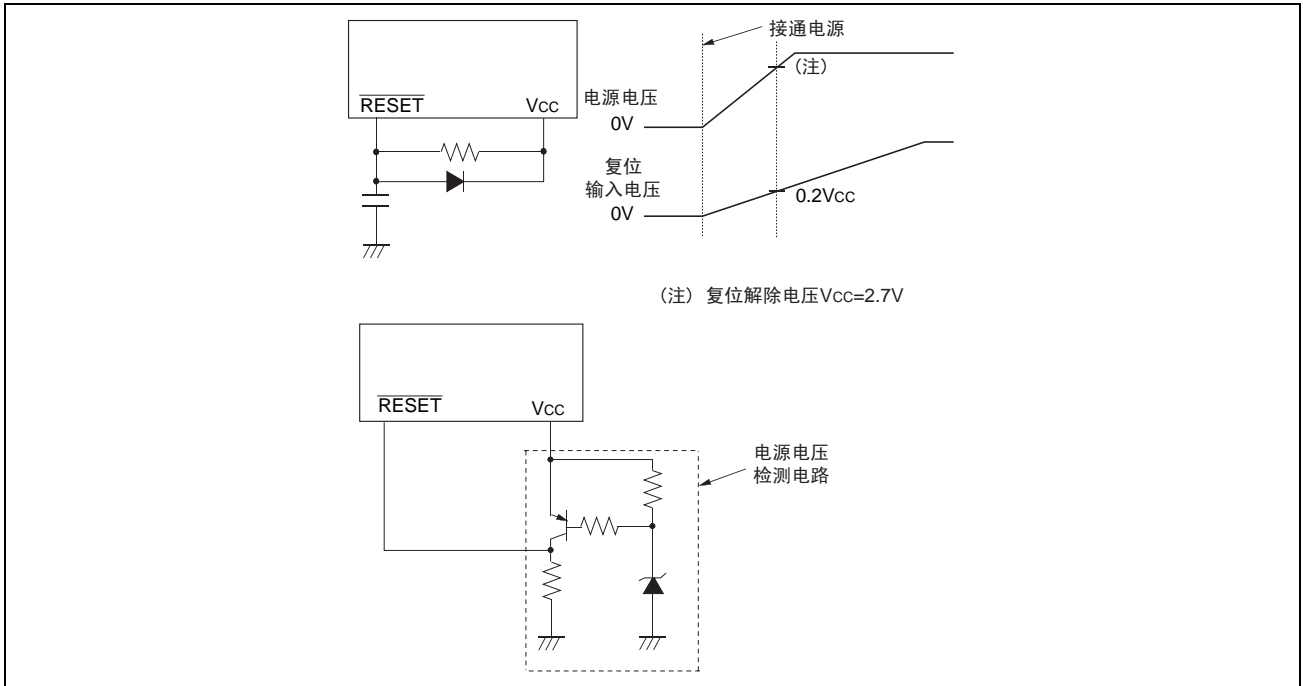 RESET
Vcc
接通电源
(注)
电源电压
0V
复位
输入电压
0V
0.2Vcc
(注) 复位解除电压Vcc=2.7V
RESET
Vcc
电源电压
检测电路